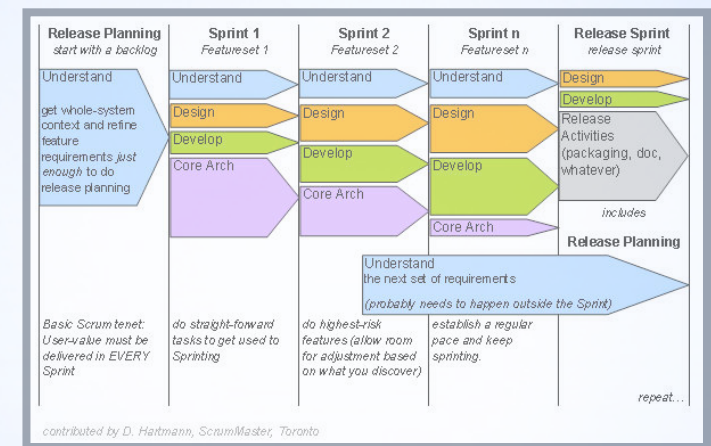 Release Planning
start with a backlog
Understand
get whole-system
context and refine
feature
requirements just
enough to do
release planning
Basic Scrum tenet:
User-value must be
delivered in EVERY
Sprint
Sprint 1
Featureset 1
Understand
Design
Develop
Core Arch
do straight-forward
tasks to get used to
Sprinting
Sprint 2
Featureset 2
Understand
Design
Develop
Core Arch
do highest-risk
features (allow room
for adjustment based
on what you discover)
Sprint n
Featureset n
Understand
Design
Develop
Core Arch
establish a regular
pace and keep
sprinting.
Release Sprint
release sprint
Design
Develop
Release
Activities
(packaging, doc,
whatever)
includes
Release Planning
Understand
the next set of requirements
(probably needs to happen outside the Sprint)
repeat...
contributed by D. Hartmann, ScrumMaster, Toronto